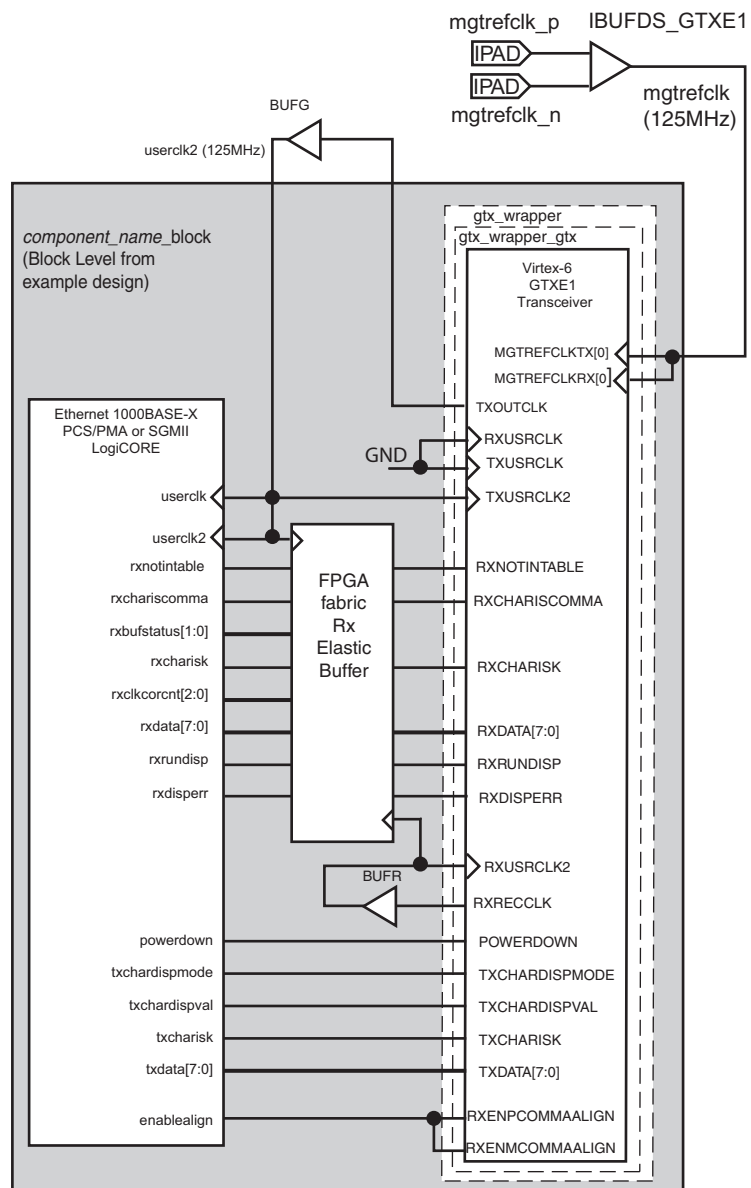 mgtrefclk_p
IBUFDS_GTXE1
IPAD
IPAD
mgtrefclk_n
mgtrefclk
(125MHz)
BUFG
userclk2 (125MHz)
component_name_block
(Block Level from
example design)
gtx_wrapper
gtx_wrapper_gtx
Virtex-6
GTXE1
Transceiver
MGTREFCLKTX[0]
MGTREFCLKRX[0]
TXOUTCLK
RXUSRCLK
GND
TXUSRCLK
TXUSRCLK2
Ethernet 1000BASE-X
PCS/PMA or SGMII
LogiCORE
userclk
userclk2
rxnotintable
rxchariscomma
rxbufstatus[1:0]
rxcharisk
rxclkcorcnt[2:0]
rxdata[7:0]
rxrundisp
rxdisperr
FPGA
fabric
Rx
Elastic
Buffer
RXNOTINTABLE
RXCHARISCOMMA
RXCHARISK
RXDATA[7:0]
RXRUNDISP
RXDISPERR
RXUSRCLK2
BUFR
RXRECCLK
powerdown
POWERDOWN
txchardispmode
TXCHARDISPMODE
txchardispval
TXCHARDISPVAL
txcharisk
TXCHARISK
txdata[7:0]
TXDATA[7:0]
enablealign
RXENPCOMMAALIGN
RXENMCOMMAALIGN